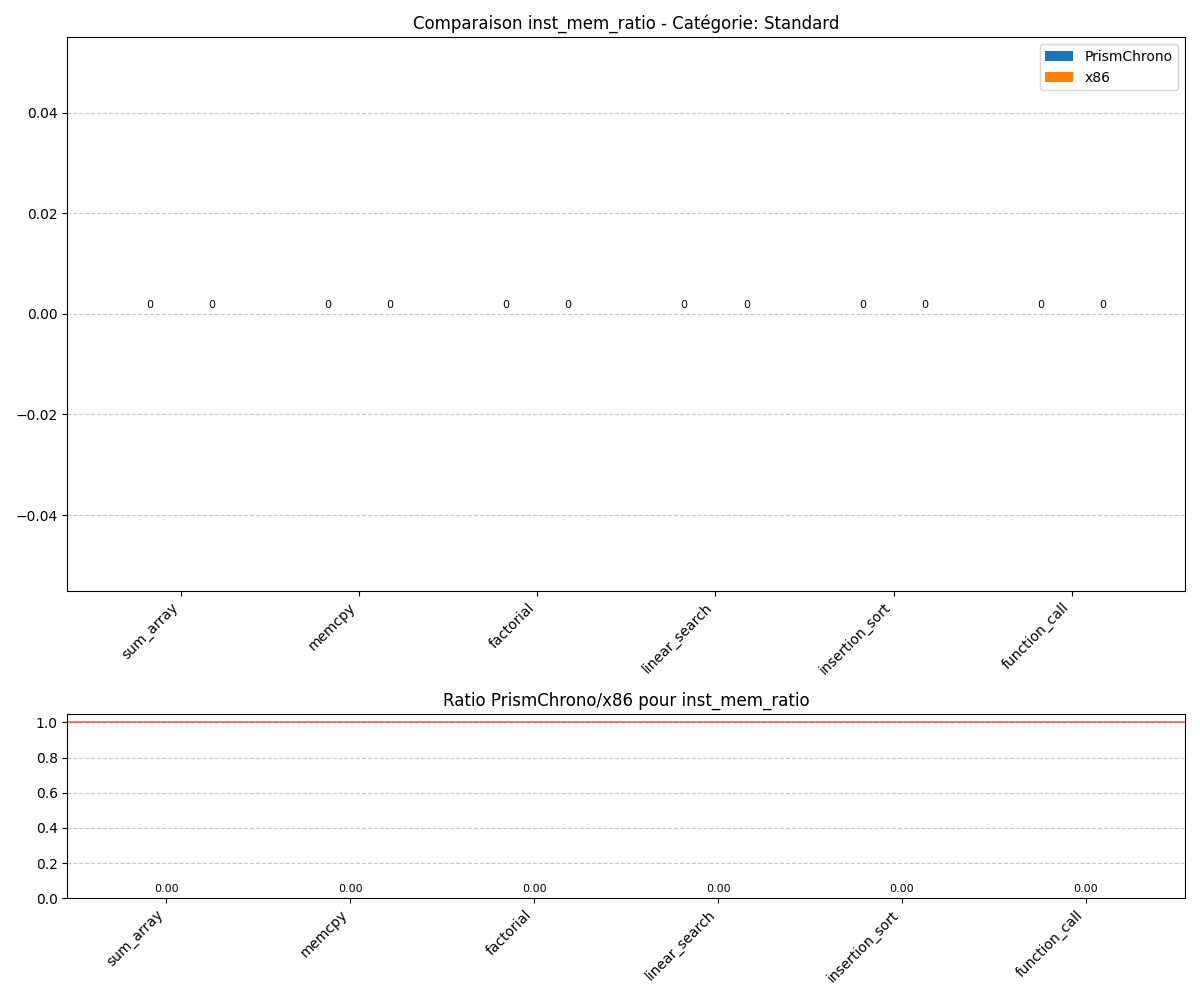 Comparaison inst_mem_ratio - Catégorie: Standard
PrismChrono
x86
0.04
0.02
0.00
−0.02
−0.04
0 0 0 0 0 0 0 0 0 0 0 0
sum_array memcpy factorial linear_search insertion_sort function_call
Ratio PrismChrono/x86 pour inst_mem_ratio
1.0
0.8
0.6
0.4
0.2
0.0
0.00 0.00 0.00 0.00 0.00 0.00
sum_array memcpy factorial linear_search insertion_sort function_call